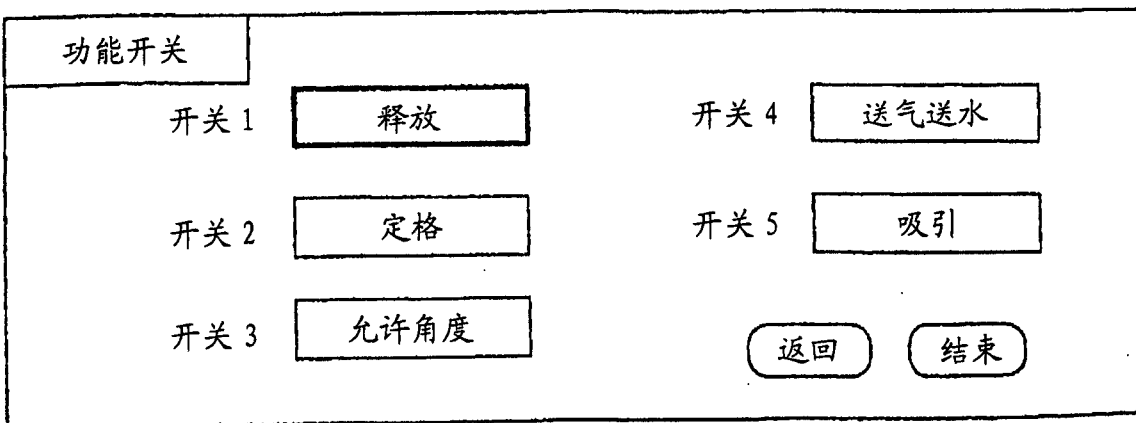 功能开关
开关 1 释放 开关 4 送气送水
开关 2 定格 开关 5 吸引
开关 3 允许角度 返回 结束